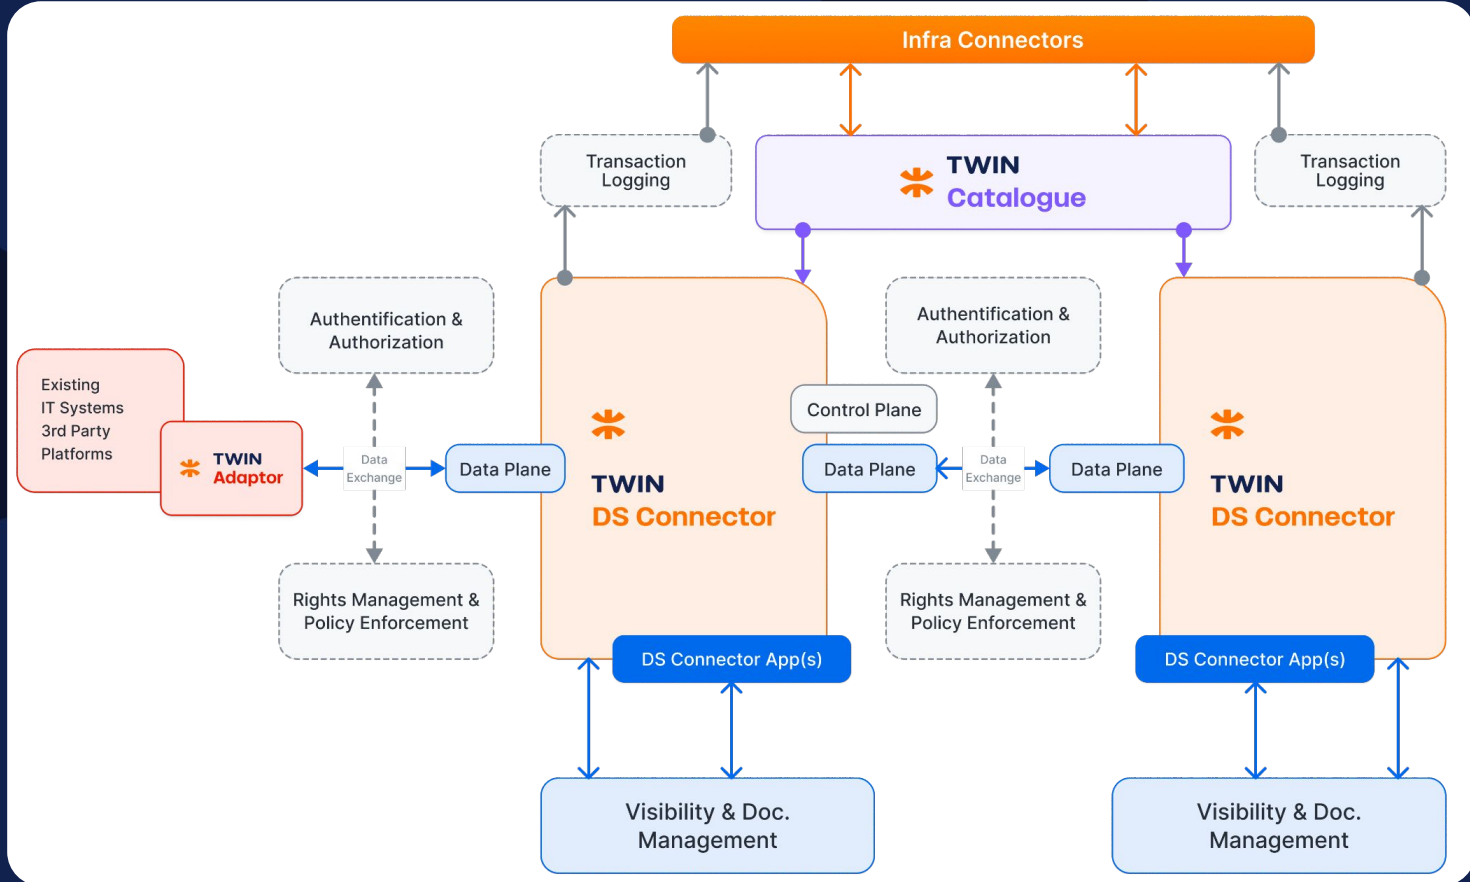 Infra Connectors
Transaction
Logging
TWIN
Catalogue
Transaction
Logging
Authentification &
Authorization
Authentification &
Authorization
Existing
IT Systems
3rd Party
Platforms
TWIN
Adaptor
Data
Exchange
Data Plane
TWIN
DS Connector
Control Plane
Data Plane
Data
Exchange
Data Plane
TWIN
DS Connector
Rights Management &
Policy Enforcement
Rights Management &
Policy Enforcement
DS Connector App(s)
DS Connector App(s)
Visibility & Doc.
Management
Visibility & Doc.
Management